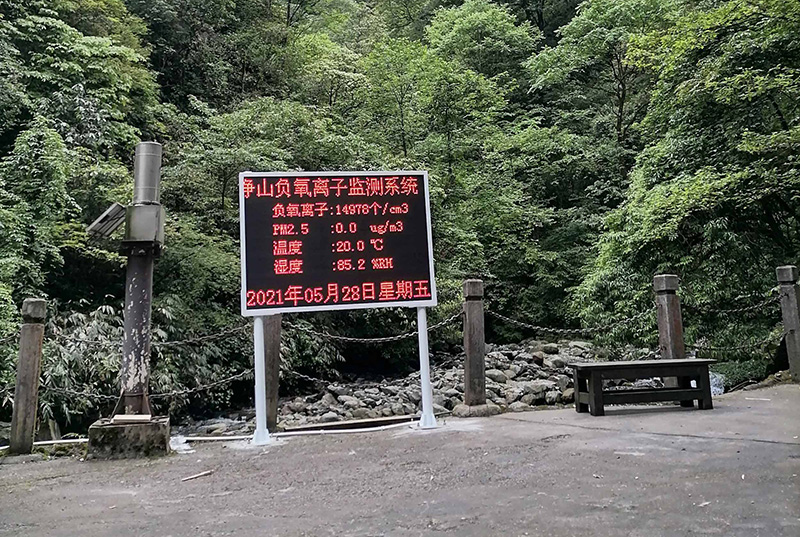 山负氧离子监测系统
负氧离子:14978个/cm3
PM2.5 :0.0 ug/m3
温度 :20.0 ℃
湿度 :85.2 %RH
2021年05月28日星期五